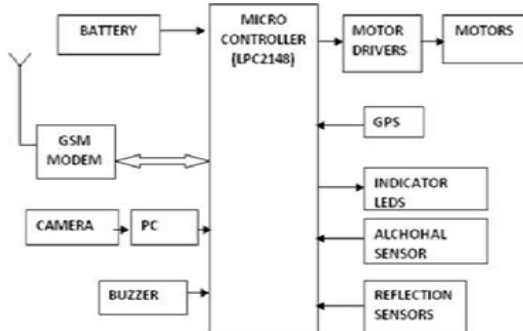 BATTERY
MICRO
CONTROLLER
(LPC2148)
MOTOR
DRIVERS
MOTORS
GSM
MODEM
GPS
INDICATOR
LEDS
CAMERA
PC
ALCHOHAL
SENSOR
BUZZER
REFLECTION
SENSORS